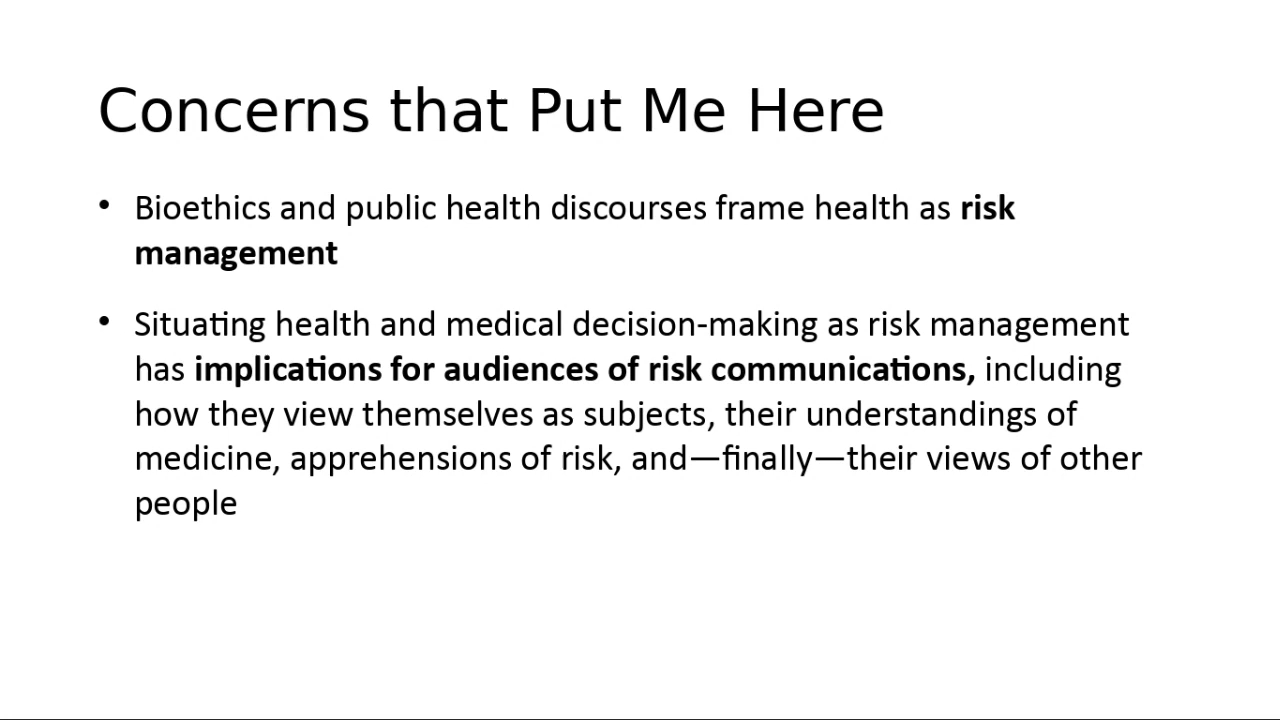 Concerns that Put Me Here
• Bioethics and public health discourses frame health as risk
management
• Situating health and medical decision-making as risk management
has implications for audiences of risk communications, including
how they view themselves as subjects, their understandings of
medicine, apprehensions of risk, and—finally—their views of other
people